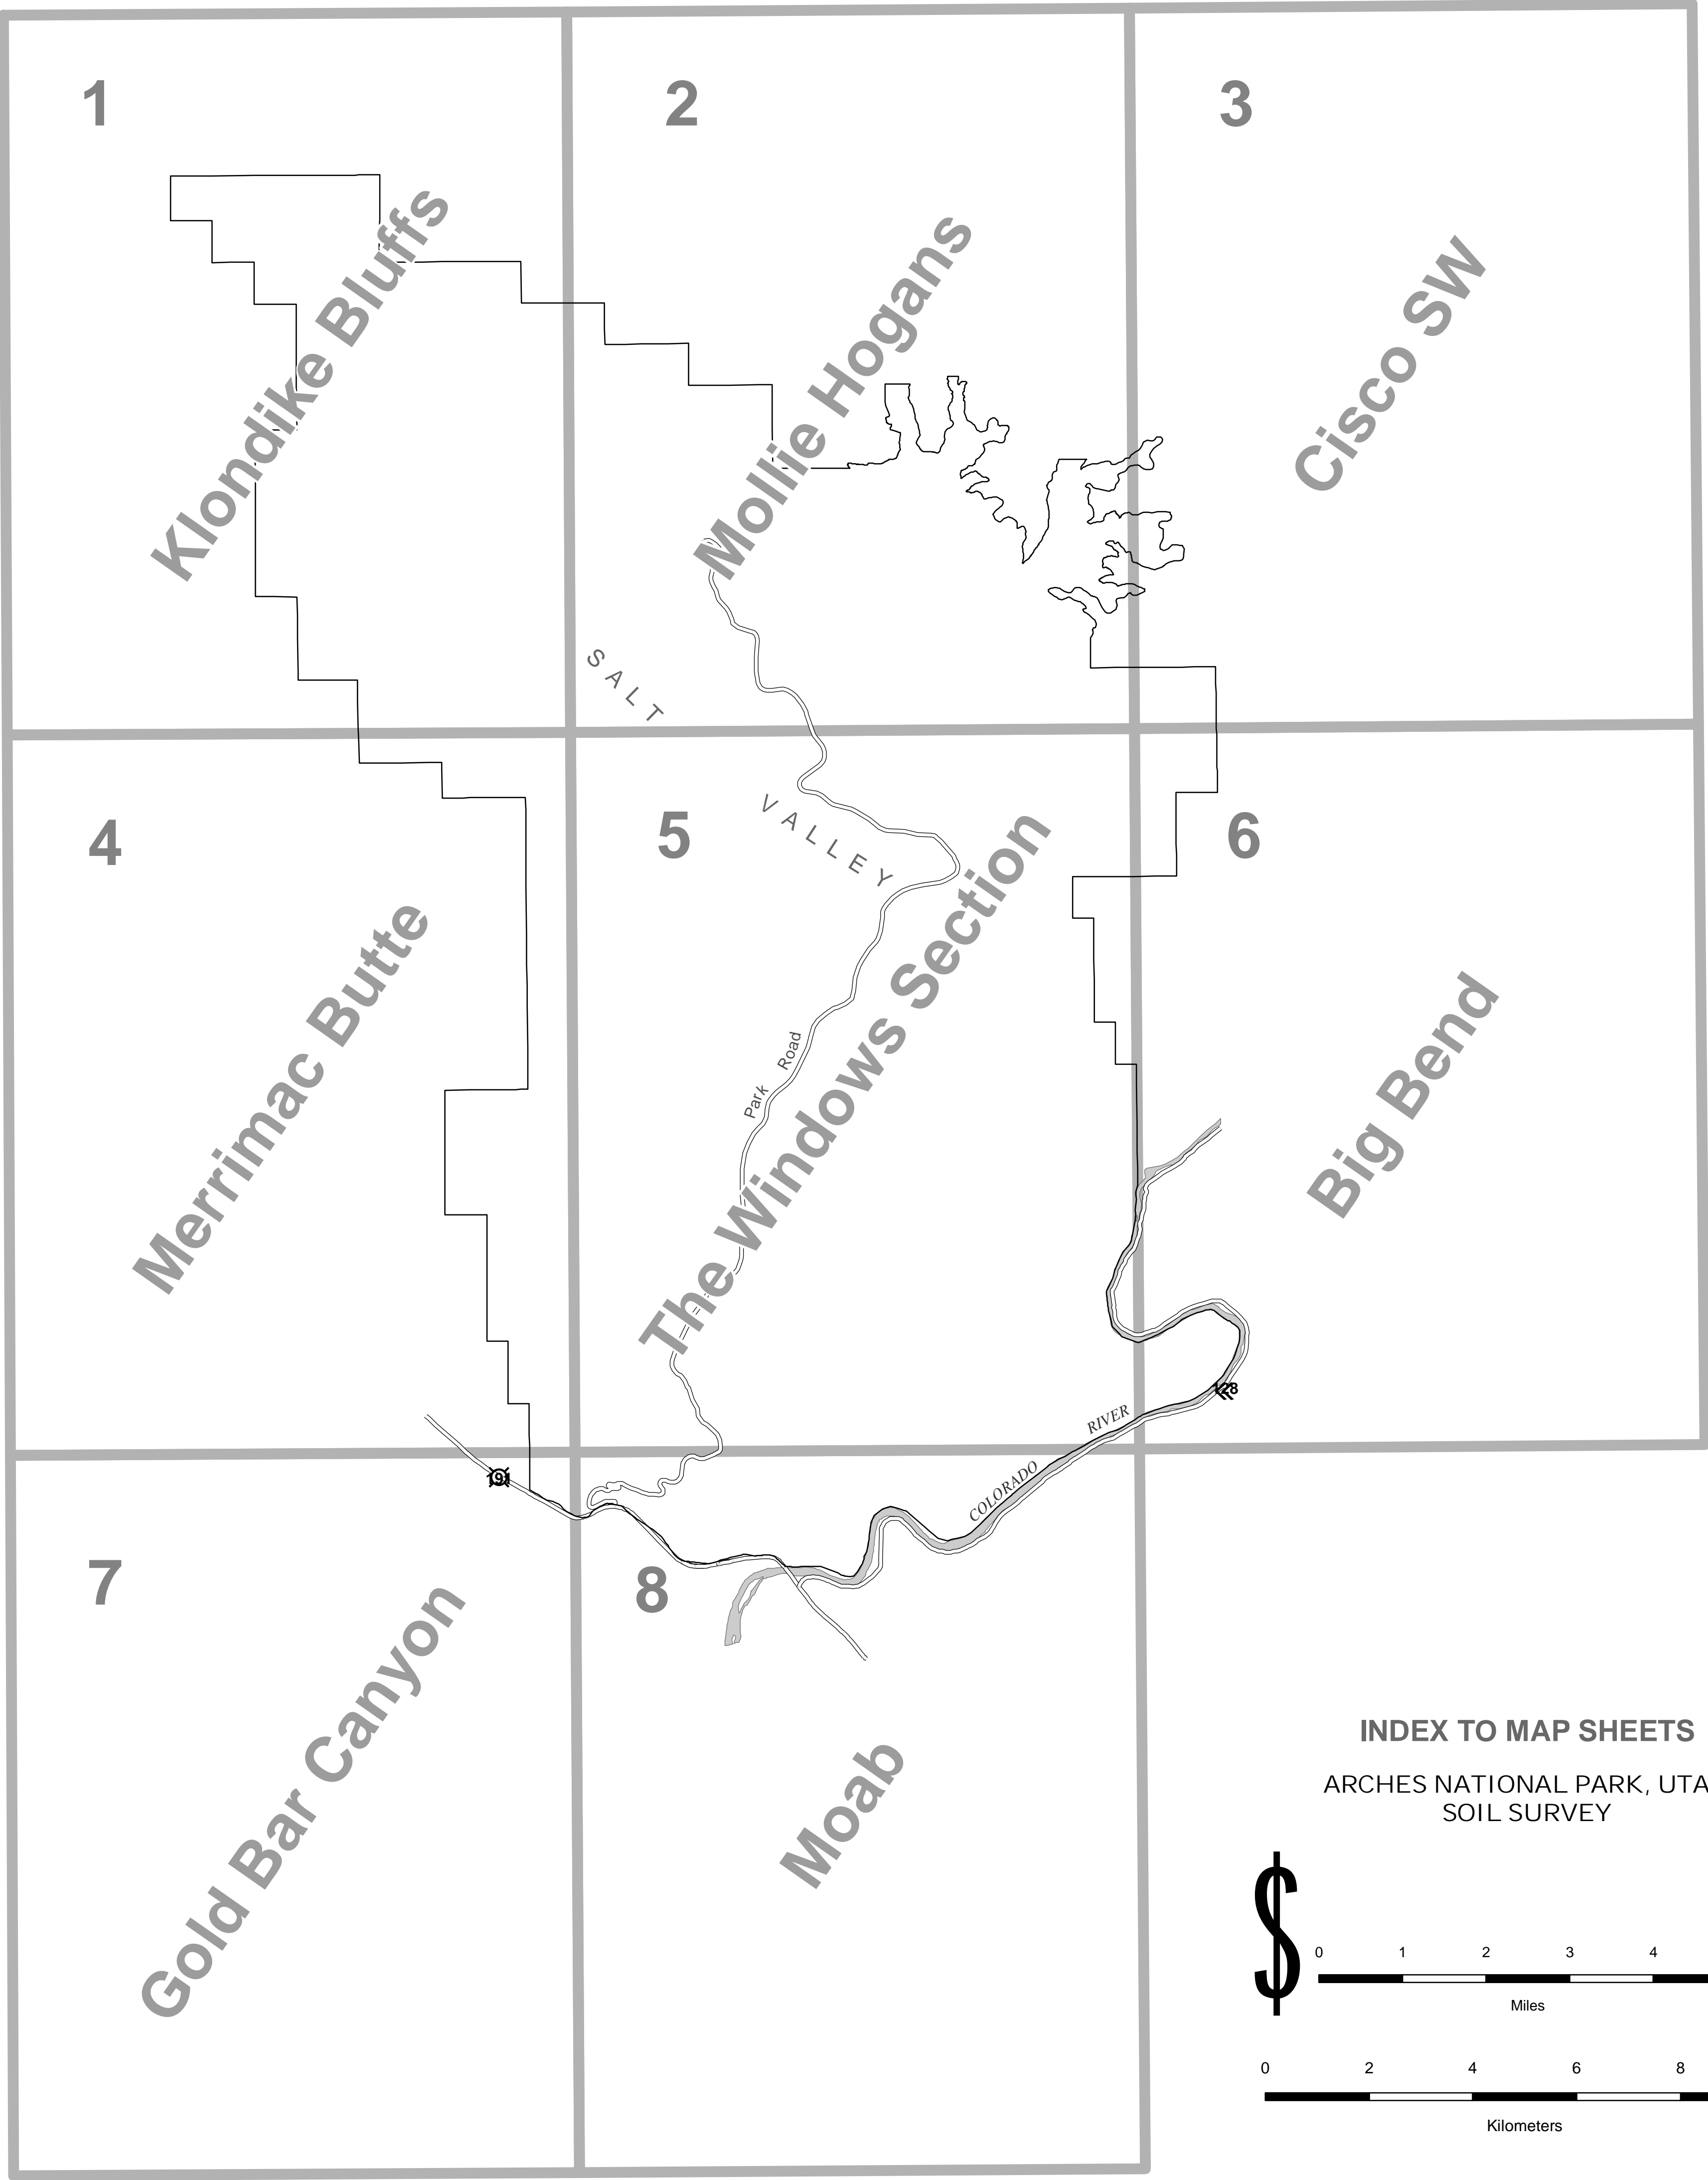 1
2
3
Klondike Bluffs
Mollie Hogans
Cisco SW
SALT
VALLEY
4
5
6
Merrimac Butte
The Windows Section
Big Bend
Park Road
128
RIVER
COLORADO
191
7
8
Gold Bar Canyon
Moab
INDEX TO MAP SHEETS
ARCHES NATIONAL PARK, UTA
SOIL SURVEY
$
0 1 2 3 4
Miles
0 2 4 6 8
Kilometers